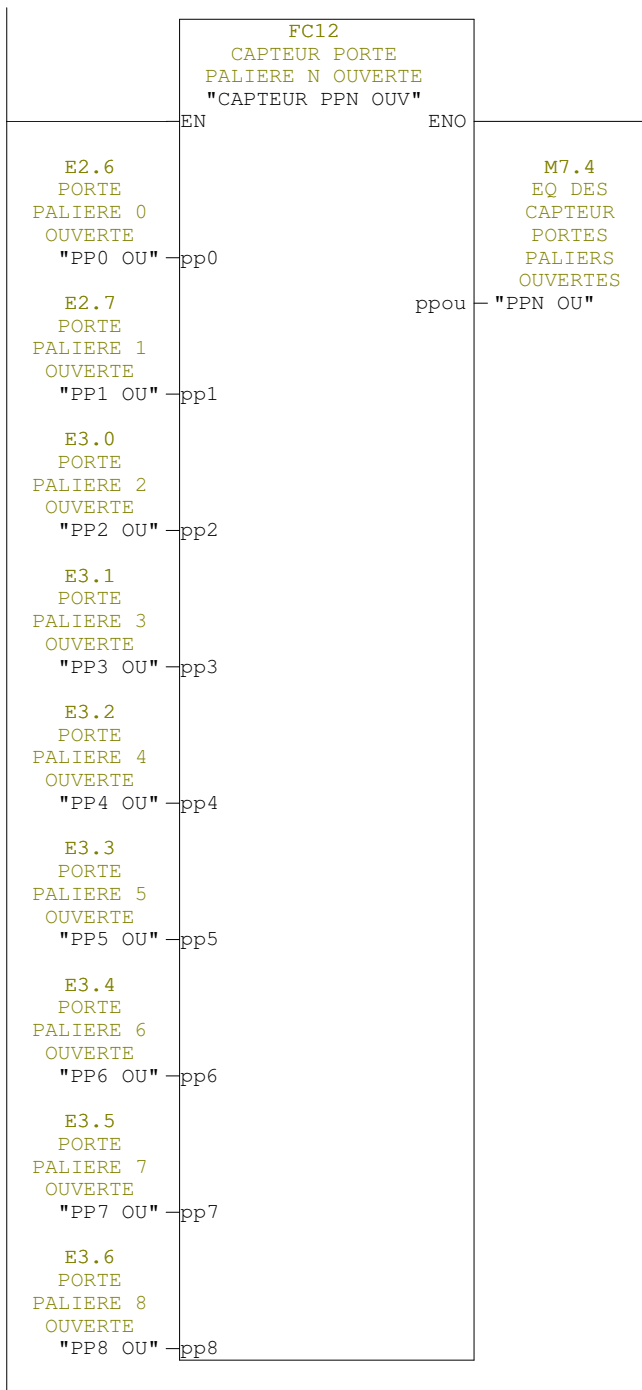 FC12
CAPTEUR PORTE
PALIERE N OUVERTE
"CAPTEUR PPN OUV"
EN ENO
E2.6
PORTE
PALIERE 0
OUVERTE
"PP0 OU" pp0
M7.4
EQ DES
CAPTEUR
PORTES
PALIERS
OUVERTES
ppou "PPN OU"
E2.7
PORTE
PALIERE 1
OUVERTE
"PP1 OU" pp1
E3.0
PORTE
PALIERE 2
OUVERTE
"PP2 OU" pp2
E3.1
PORTE
PALIERE 3
OUVERTE
"PP3 OU" pp3
E3.2
PORTE
PALIERE 4
OUVERTE
"PP4 OU" pp4
E3.3
PORTE
PALIERE 5
OUVERTE
"PP5 OU" pp5
E3.4
PORTE
PALIERE 6
OUVERTE
"PP6 OU" pp6
E3.5
PORTE
PALIERE 7
OUVERTE
"PP7 OU" pp7
E3.6
PORTE
PALIERE 8
OUVERTE
"PP8 OU" pp8